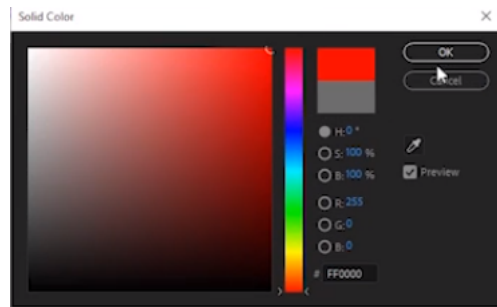 Solid Color
OK
Cancel
H: 0 °
S: 100 %
B: 100 %
Preview
R: 255
G: 0
B: 0
# FF0000